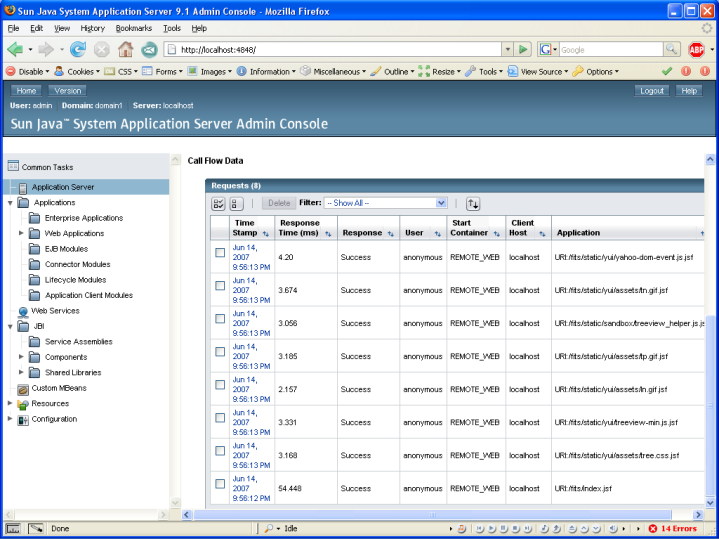 Sun Java System Application Server 9.1 Admin Console - Mozilla Firefox
File Edit View History Bookmarks Tools Help
http://localhost:4848/
Google
ABP
Disable Cookies CSS Forms Images Information Miscellaneous Outline Resize Tools View Source Options
Home Version Logout Help
User: admin Domain: domain1 Server: localhost
Sun Java™ System Application Server Admin Console
Common Tasks
Application Server
Applications
Enterprise Applications
Web Applications
EJB Modules
Connector Modules
Lifecycle Modules
Application Client Modules
Web Services
JBI
Service Assemblies
Components
Shared Libraries
Custom MBeans
Resources
Configuration
Call Flow Data
Requests (8)
Delete Filter: -- Show All --
Time Stamp Response Time (ms) Response User Start Container Client Host Application
Jun 14, 2007 9:56:13 PM 4.20 Success anonymous REMOTE_WEB localhost URI:/fits/static/yui/yahoo-dom-event.js.jsf
Jun 14, 2007 9:56:13 PM 3.674 Success anonymous REMOTE_WEB localhost URI:/fits/static/yui/assets/tn.gif.jsf
Jun 14, 2007 9:56:13 PM 3.056 Success anonymous REMOTE_WEB localhost URI:/fits/static/sandbox/treeview_helper.js.js
Jun 14, 2007 9:56:13 PM 3.185 Success anonymous REMOTE_WEB localhost URI:/fits/static/yui/assets/tp.gif.jsf
Jun 14, 2007 9:56:13 PM 2.157 Success anonymous REMOTE_WEB localhost URI:/fits/static/yui/assets/ln.gif.jsf
Jun 14, 2007 9:56:13 PM 3.331 Success anonymous REMOTE_WEB localhost URI:/fits/static/yui/treeview-min.js.jsf
Jun 14, 2007 9:56:13 PM 3.168 Success anonymous REMOTE_WEB localhost URI:/fits/static/yui/assets/tree.css.jsf
Jun 14, 2007 9:56:12 PM 54.448 Success anonymous REMOTE_WEB localhost URI:/fits/index.jsf
Done Idle 14 Errors